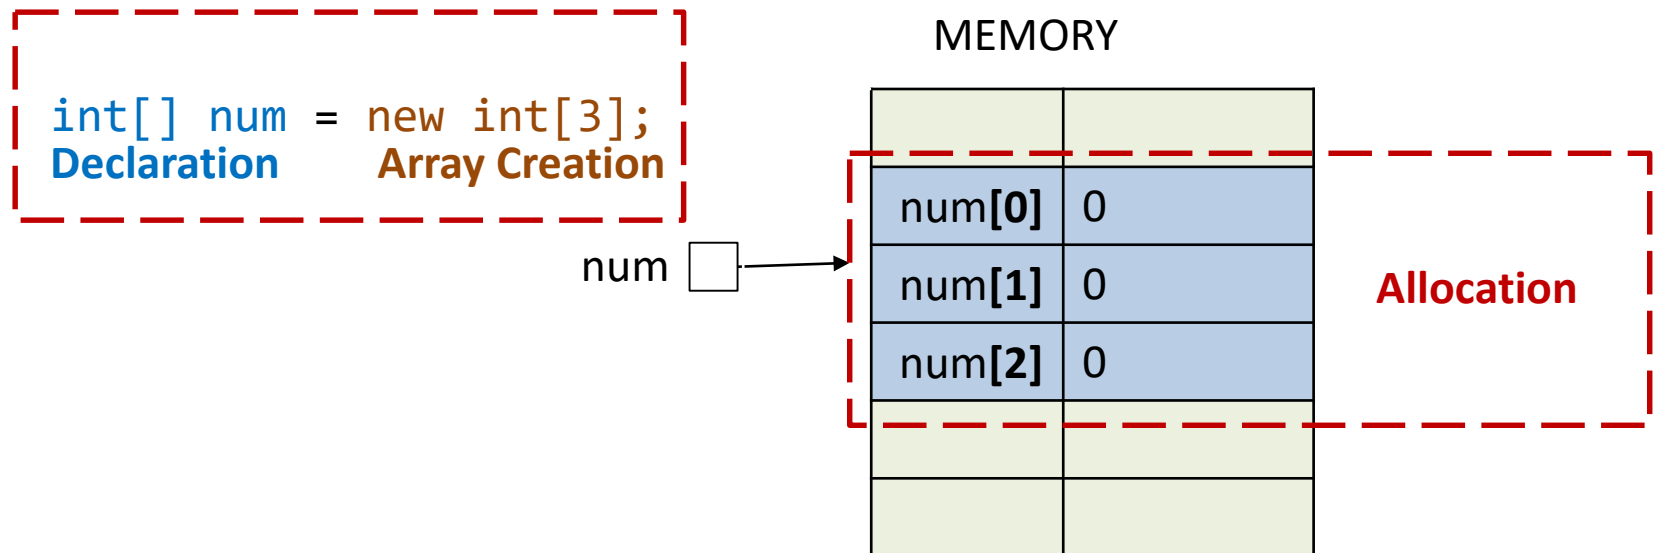 MEMORY
int[] num = new int[3];
Declaration Array Creation
num[0] 0
num
num[1] 0
Allocation
num[2] 0